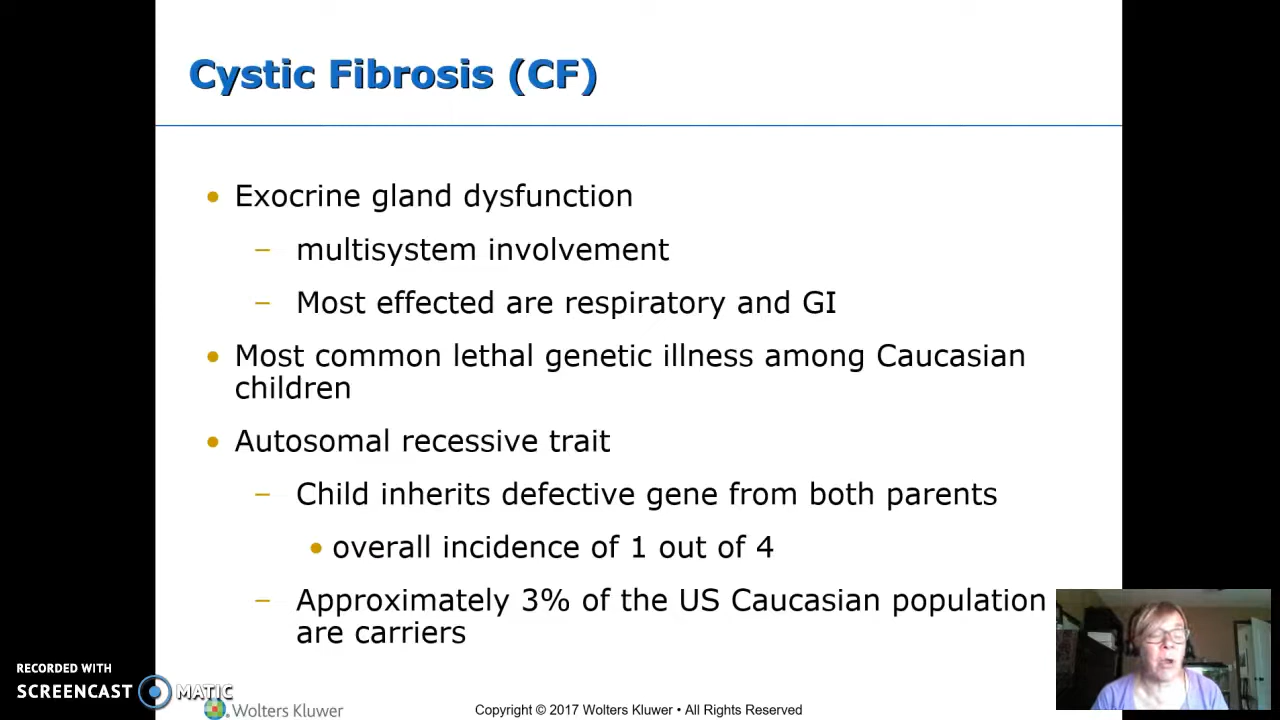 Cystic Fibrosis (CF)
• Exocrine gland dysfunction
– multisystem involvement
– Most effected are respiratory and GI
• Most common lethal genetic illness among Caucasian
children
• Autosomal recessive trait
– Child inherits defective gene from both parents
• overall incidence of 1 out of 4
– Approximately 3% of the US Caucasian population
are carriers
RECORDED WITH
SCREENCAST MATIC
Wolters Kluwer
Copyright © 2017 Wolters Kluwer • All Rights Reserved